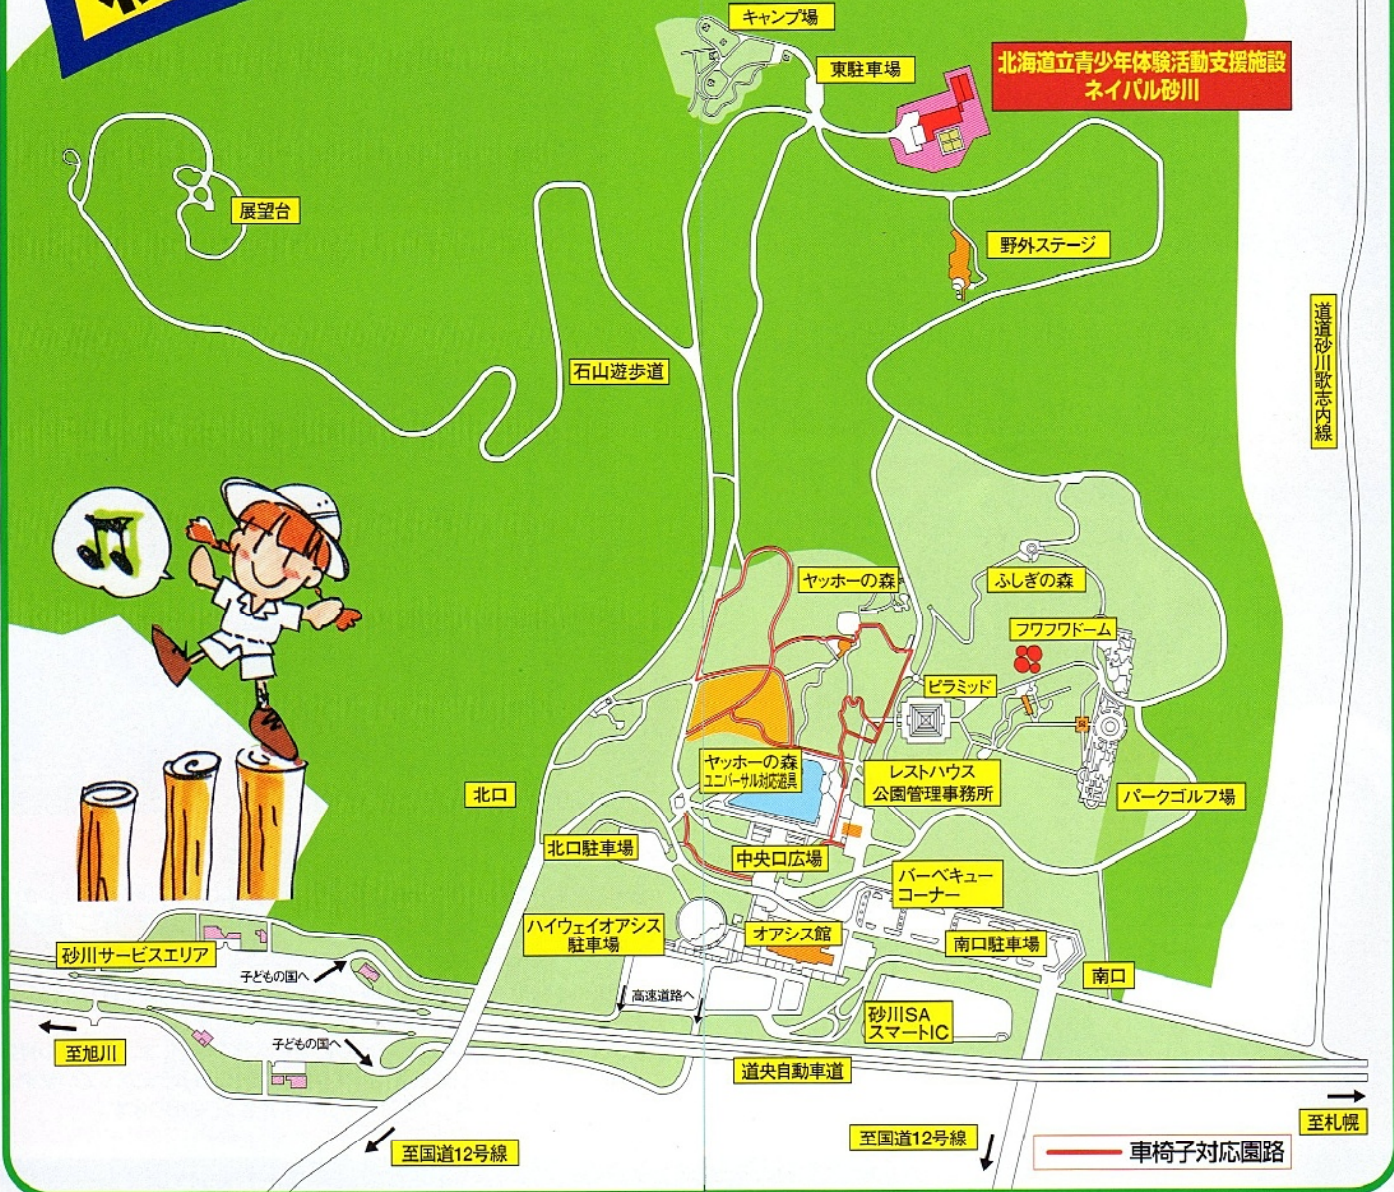 キャンプ場
東駐車場
北海道立青少年体験活動支援施設
ネイパル砂川
展望台
野外ステージ
道道砂川歌志内線
石山遊歩道
ヤッホーの森
ふしぎの森
フワフワドーム
ピラミッド
ヤッホーの森
ユニバーサル対応遊具
レストハウス
公園管理事務所
パークゴルフ場
北口
北口駐車場
中央口広場
バーベキュー
コーナー
ハイウェイオアシス
駐車場
オアシス館
南口駐車場
砂川サービスエリア
子どもの国へ
南口
高速道路へ
砂川SA
スマートIC
至旭川
子どもの国へ
道央自動車道
至札幌
至国道12号線
至国道12号線
車椅子対応園路